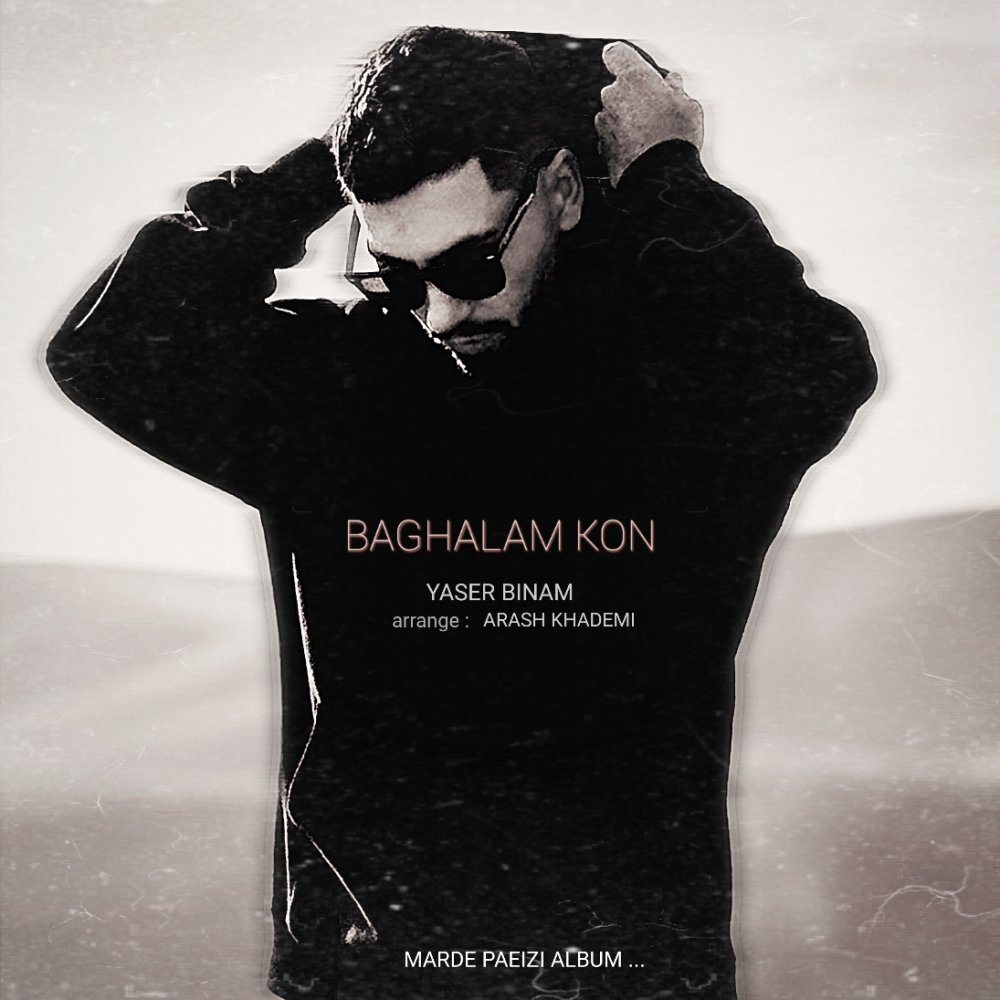 BAGHALAM KON
YASER BINAM
arrange : ARASH KHADEMI
MARDE PAEIZI ALBUM ...